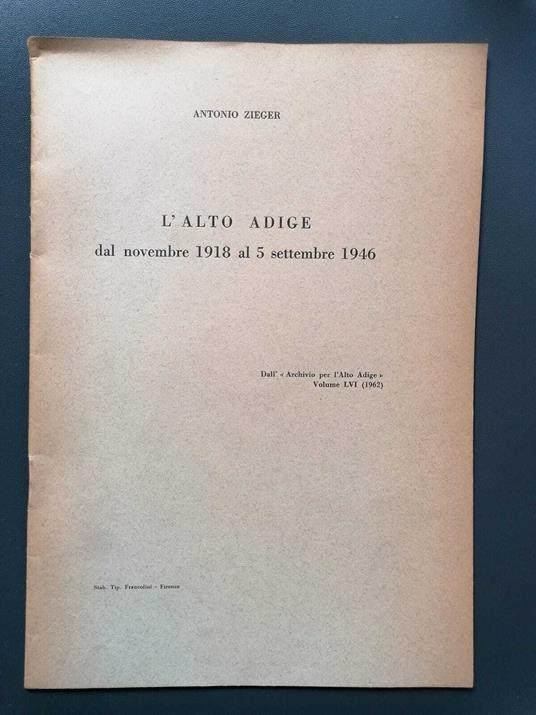 ANTONIO ZIEGER
L'ALTO ADIGE
dal novembre 1918 al 5 settembre 1946
Dall' « Archivio per l'Alto Adige »
Volume LVI (1962)
Stab. Tip. Francolini - Firenze